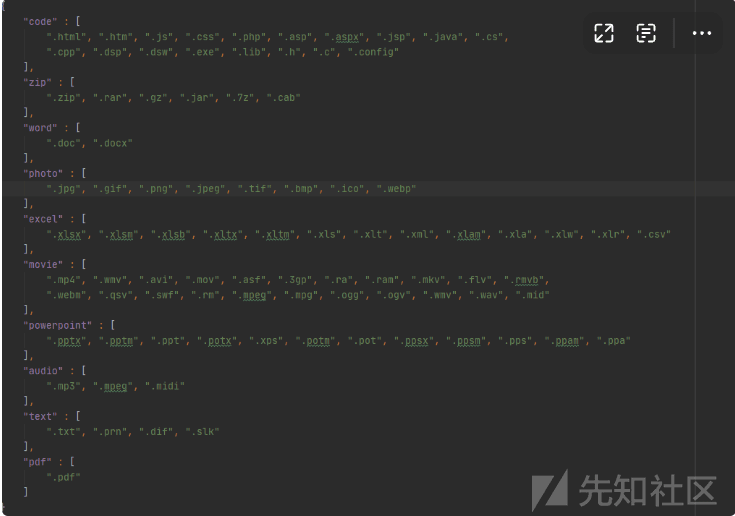 {
"code" : [
".html", ".htm", ".js", ".css", ".php", ".asp", ".aspx", ".jsp", ".java", ".cs",
".cpp", ".dsp", ".dsw", ".exe", ".lib", ".h", ".c", ".config"
],
"zip" : [
".zip", ".rar", ".gz", ".jar", ".7z", ".cab"
],
"word" : [
".doc", ".docx"
],
"photo" : [
".jpg", ".gif", ".png", ".jpeg", ".tif", ".bmp", ".ico", ".webp"
],
"excel" : [
".xlsx", ".xlsm", ".xlsb", ".xltx", ".xltm", ".xls", ".xlt", ".xml", ".xlam", ".xla", ".xlw", ".xlr", ".csv"
],
"movie" : [
".mp4", ".wmv", ".avi", ".mov", ".asf", ".3gp", ".ra", ".ram", ".mkv", ".flv", ".rmvb",
".webm", ".qsv", ".swf", ".rm", ".mpeg", ".mpg", ".ogg", ".ogv", ".wmv", ".wav", ".mid"
],
"powerpoint" : [
".pptx", ".pptm", ".ppt", ".potx", ".xps", ".potm", ".pot", ".ppsx", ".ppsm", ".pps", ".ppam", ".ppa"
],
"audio" : [
".mp3", ".mpeg", ".midi"
],
"text" : [
".txt", ".prn", ".dif", ".slk"
],
"pdf" : [
".pdf"
]
先知社区